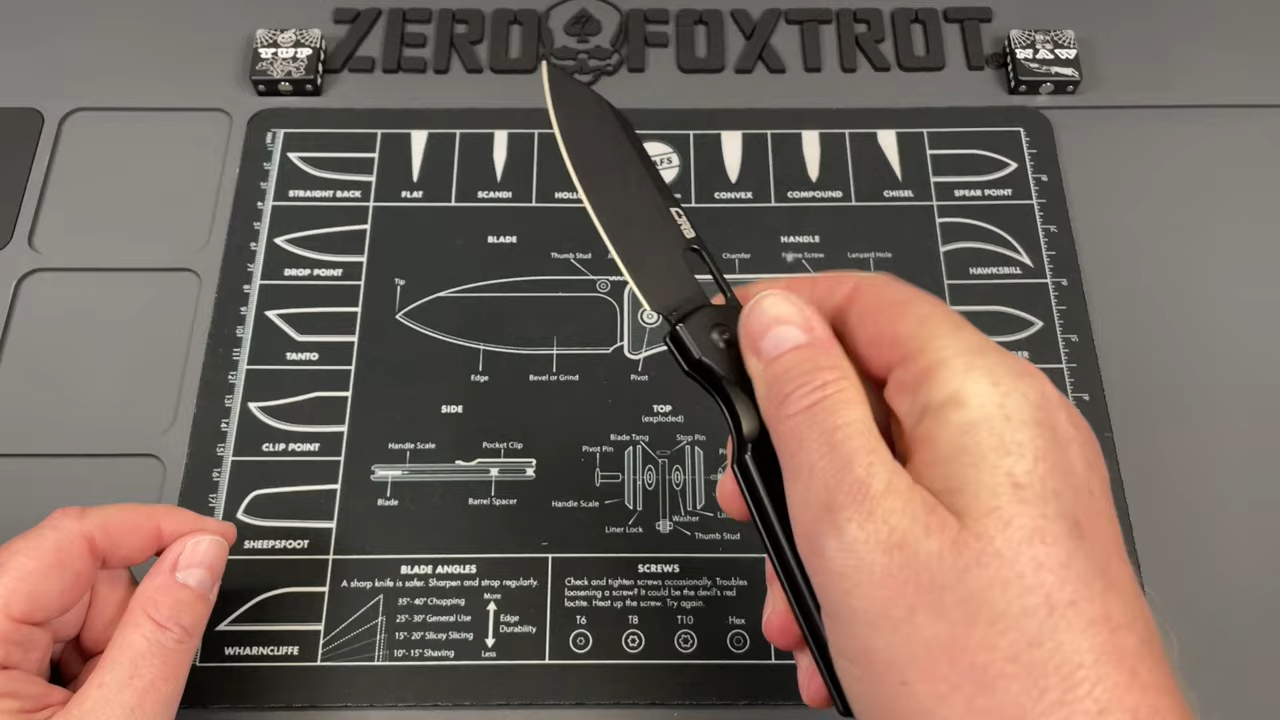 ZERO FOXTROT
YUP
NAW
STRAIGHT BACK
FLAT
SCANDI
CONVEX
COMPOUND
CHISEL
SPEAR POINT
BLADE
HANDLE
Thumb Stud
Chamfer
Frame Screw
Lanyard Hole
DROP POINT
HAWKSBILL
Tip
CJRB
TANTO
Edge
Bevel or Grind
Pivot
SIDE
TOP
(exploded)
CLIP POINT
Handle Scale
Pocket Clip
Blade
Barrel Spacer
Blade Tang
Stop Pin
Pivot Pin
Handle Scale
Liner Lock
Washer
Thumb Stud
SHEEPSFOOT
BLADE ANGLES
A sharp knife is safer. Sharpen and strop regularly.
35°- 40° Chopping
25°- 30° General Use
15°- 20° Slicey Slicing
10°- 15° Shaving
More
Edge
Durability
Less
SCREWS
Check and tighten screws occasionally. Troubles
loosening a screw? It could be the devil's red
loctite. Heat up the screw. Try again.
T6
T8
T10
Hex
WHARNCLIFFE